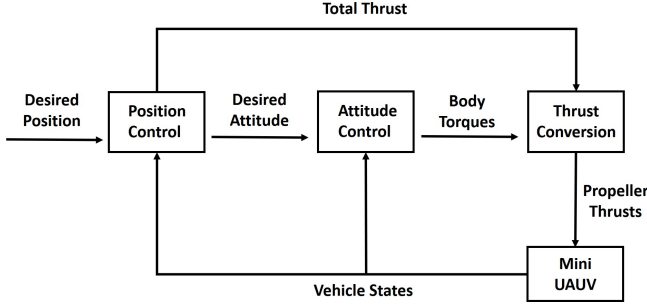 Total Thrust
Desired
Position
Position
Control
Desired
Attitude
Attitude
Control
Body
Torques
Thrust
Conversion
Propeller
Thrusts
Mini
UAUV
Vehicle States